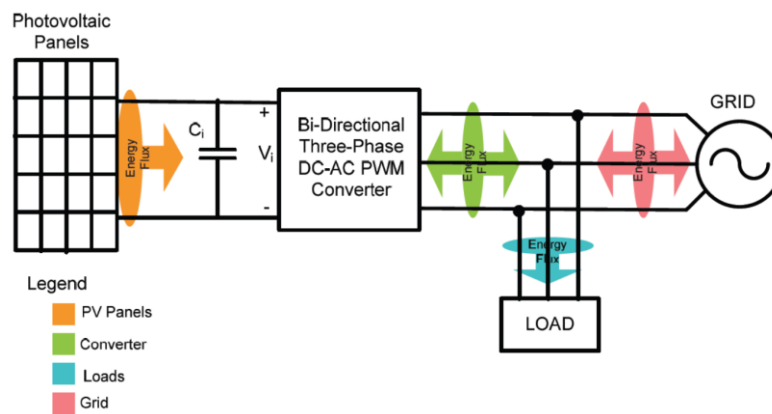 Photovoltaic
Panels
Energy
Flux
Ci
+
Vi
-
Bi-Directional
Three-Phase
DC-AC PWM
Converter
Energy
Flux
Energy
Flux
GRID
Energy
Flux
LOAD
Legend
PV Panels
Converter
Loads
Grid